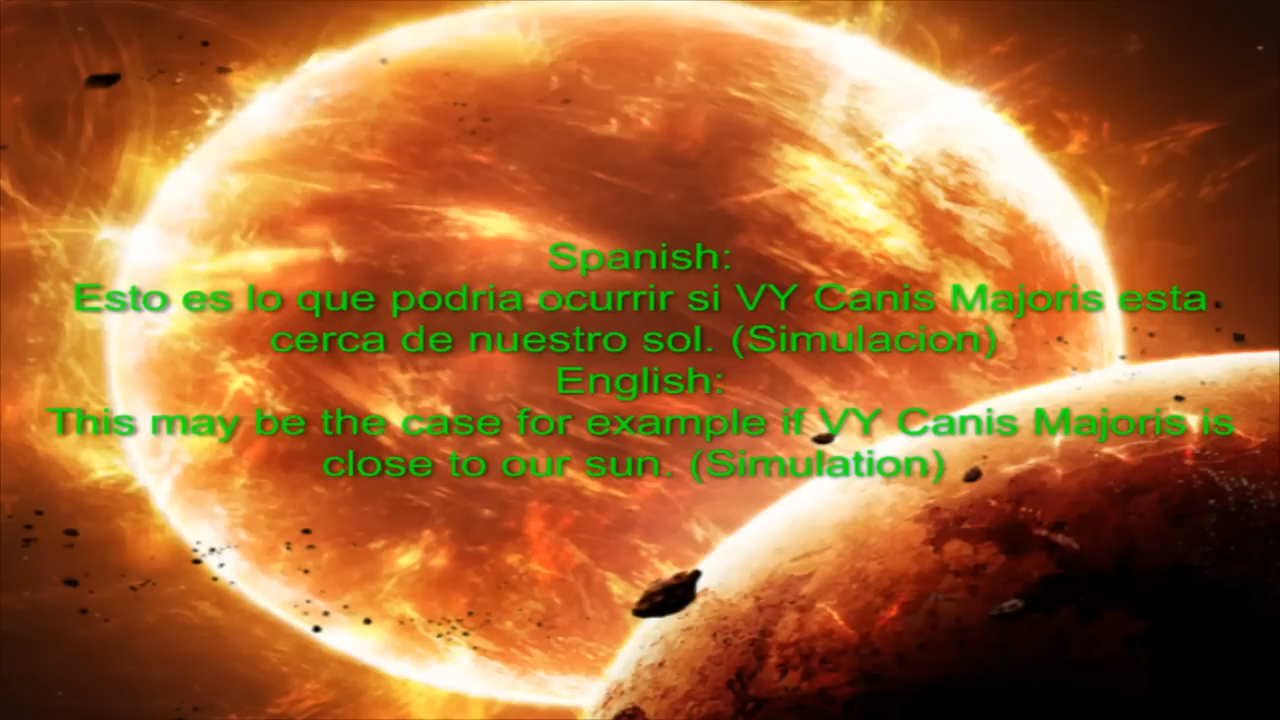 Spanish:
Esto es lo que podria ocurrir si VY Canis Majoris esta
cerca de nuestro sol. (Simulacion)
English:
This may be the case for example if VY Canis Majoris is
close to our sun. (Simulation)